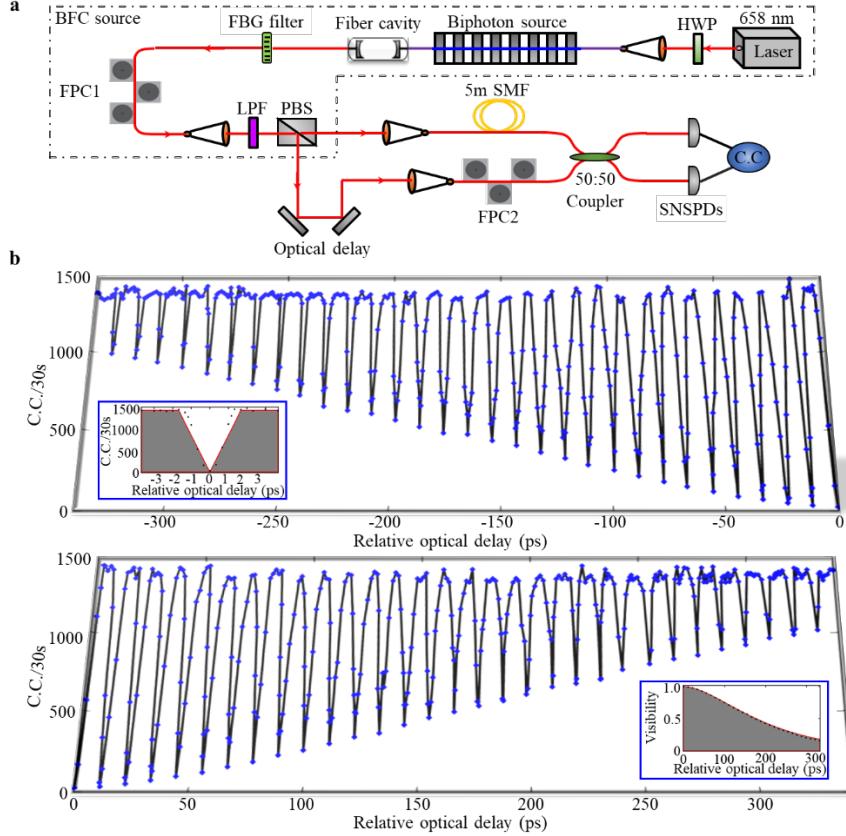 a
BFC source
FBG filter
Fiber cavity
Biphoton source
HWP
658 nm
Laser
FPC1
LPF
PBS
5m SMF
50:50
Coupler
C.C
SNSPDs
FPC2
Optical delay
b
1500
1000
500
0
C.C./30s
-300
-250
-200
-150
-100
-50
0
Relative optical delay (ps)
1500
1000
500
0
C.C./30s
-3
-2
-1
0
1
2
3
Relative optical delay (ps)
1500
1000
500
0
C.C./30s
0
50
100
150
200
250
300
Relative optical delay (ps)
1.0
0.5
0
Visibility
0
100
200
300
Relative optical delay (ps)